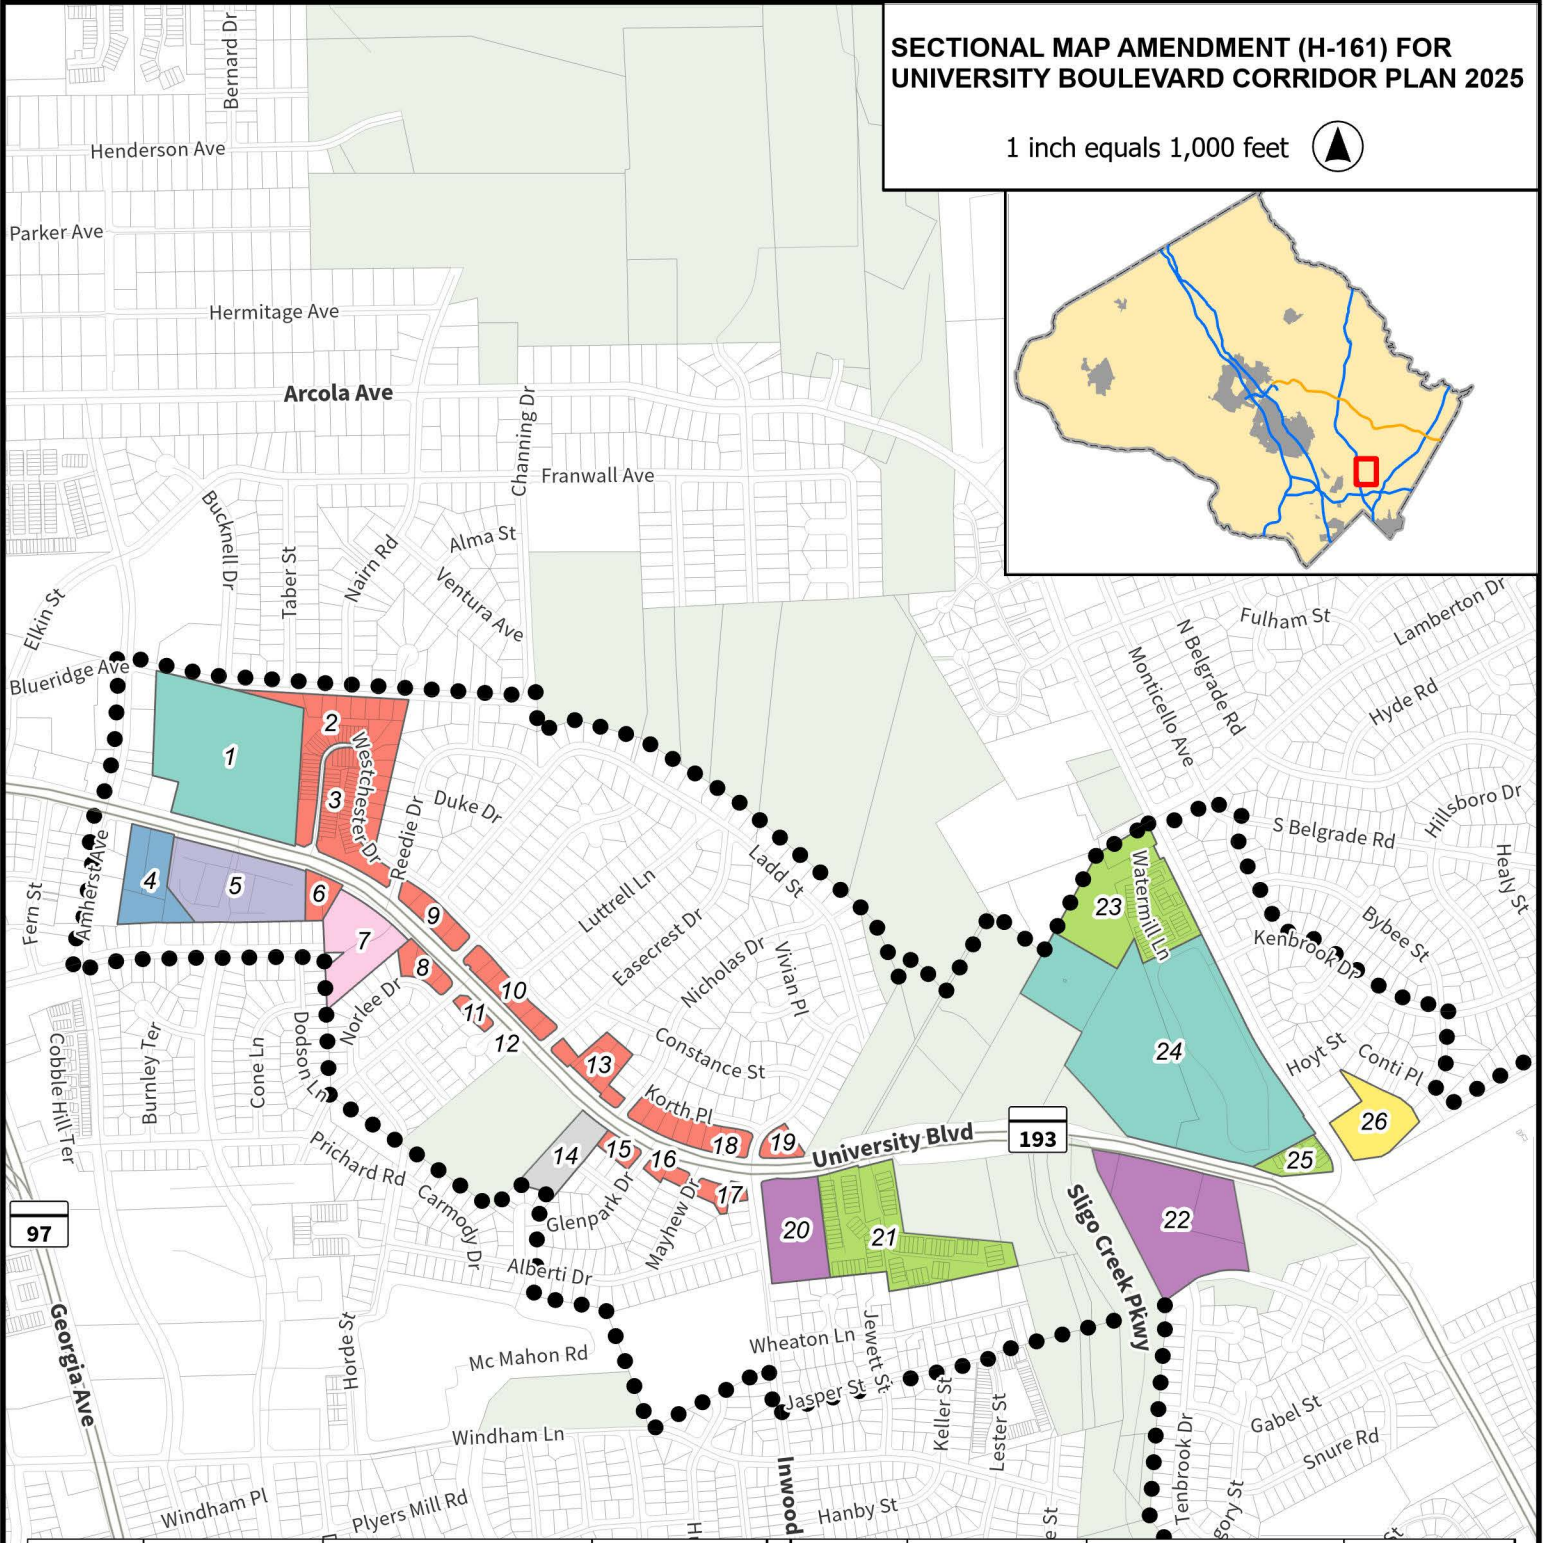 SECTIONAL MAP AMENDMENT (H-161) FOR
UNIVERSITY BOULEVARD CORRIDOR PLAN 2025
1 inch equals 1,000 feet
Bernard Dr
Henderson Ave
Parker Ave
Hermitage Ave
Arcola Ave
Channing Dr
Franwall Ave
Bucknell Dr
Taber St
Nairn Rd
Alma St
Ventura Ave
Elkin St
Blueridge Ave
Fulham St
Lamberton Dr
N Belgrade Rd
Monticello Ave
Hyde Rd
Hillsboro Dr
S Belgrade Rd
Healy St
Bybee St
Kenbrook Dr
Hoyt St
Conti Pl
Watermill Ln
1
2
3
Westchester Dr
Reedie Dr
Duke Dr
Ladd St
Luttrell Ln
Easecrest Dr
Nicholas Dr
Vivian Pl
Constance St
Korth Pl
Amherst Ave
Fern St
4
5
6
7
8
9
10
11
12
13
14
15
16
17
18
19
20
21
22
23
24
25
26
University Blvd
193
97
Norlee Dr
Dodson Ln
Cone Ln
Burnley Ter
Cobble Hill Ter
Prichard Rd
Carmody Dr
Glenpark Dr
Mayhew Dr
Alberti Dr
Sligo Creek Pkwy
Georgia Ave
Horde St
Mc Mahon Rd
Wheaton Ln
Jewett St
Jasper St
Keller St
Lester St
Windham Ln
Windham Pl
Plyers Mill Rd
Inwood
Hanby St
Tenbrook Dr
Gabel St
Snure Rd
gory St
e St